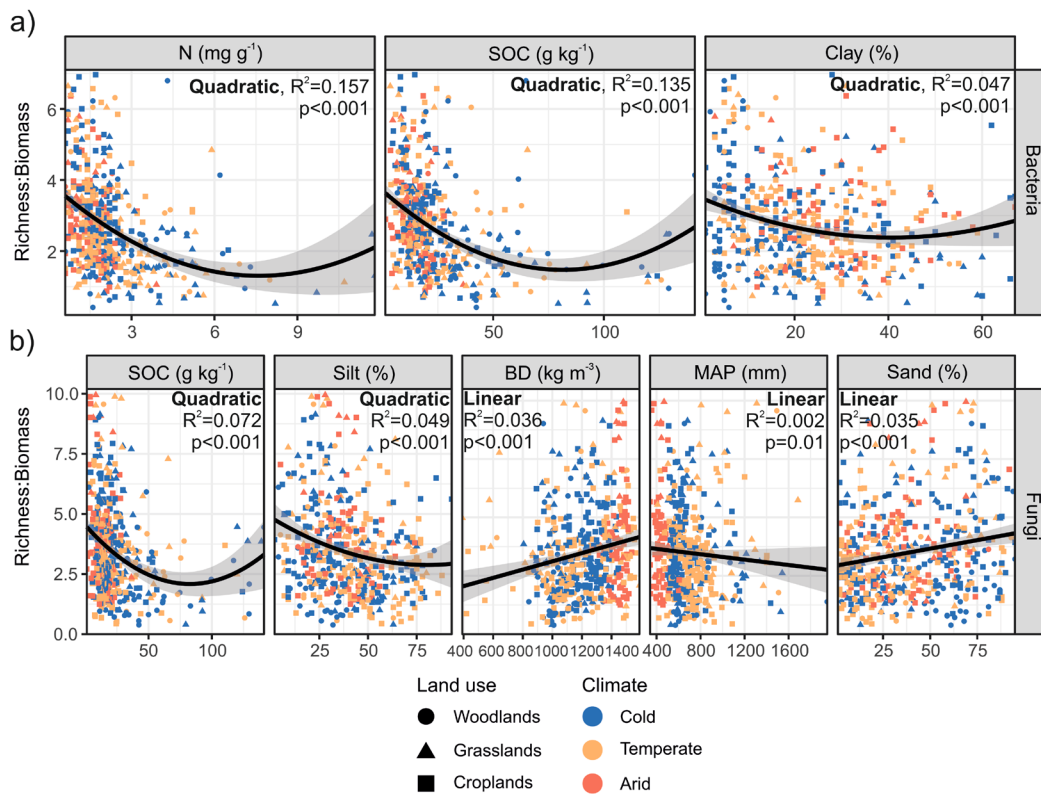 a)
N (mg g⁻¹) SOC (g kg⁻¹) Clay (%)
Quadratic, R²=0.157 Quadratic, R²=0.135 Quadratic, R²=0.047
p<0.001 p<0.001 p<0.001
6
4
2
Richness:Biomass
Bacteria
3 6 9 50 100 20 40 60
b)
SOC (g kg⁻¹) Silt (%) BD (kg m⁻³) MAP (mm) Sand (%)
Quadratic Quadratic Linear Linear Linear
R²=0.072 R²=0.049 R²=0.036 R²=0.002 R²=0.035
p<0.001 p<0.001 p<0.001 p=0.01 p<0.001
10.0
7.5
5.0
2.5
0.0
Richness:Biomass
Fungi
50 100 25 50 75 400 600 800 1000 1200 1400 400 800 1200 1600 25 50 75
Land use Climate
Woodlands Cold
Grasslands Temperate
Croplands Arid